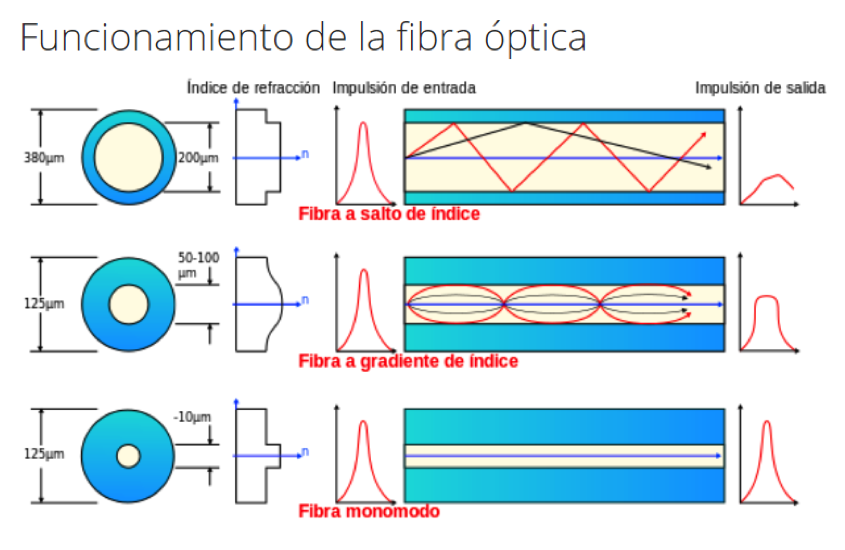 Funcionamiento de la fibra óptica
Índice de refracción
Impulsión de entrada
Impulsión de salida
380µm
200µm
n
Fibra a salto de índice
50-100
µm
125µm
n
Fibra a gradiente de índice
-10µm
125µm
n
Fibra monomodo